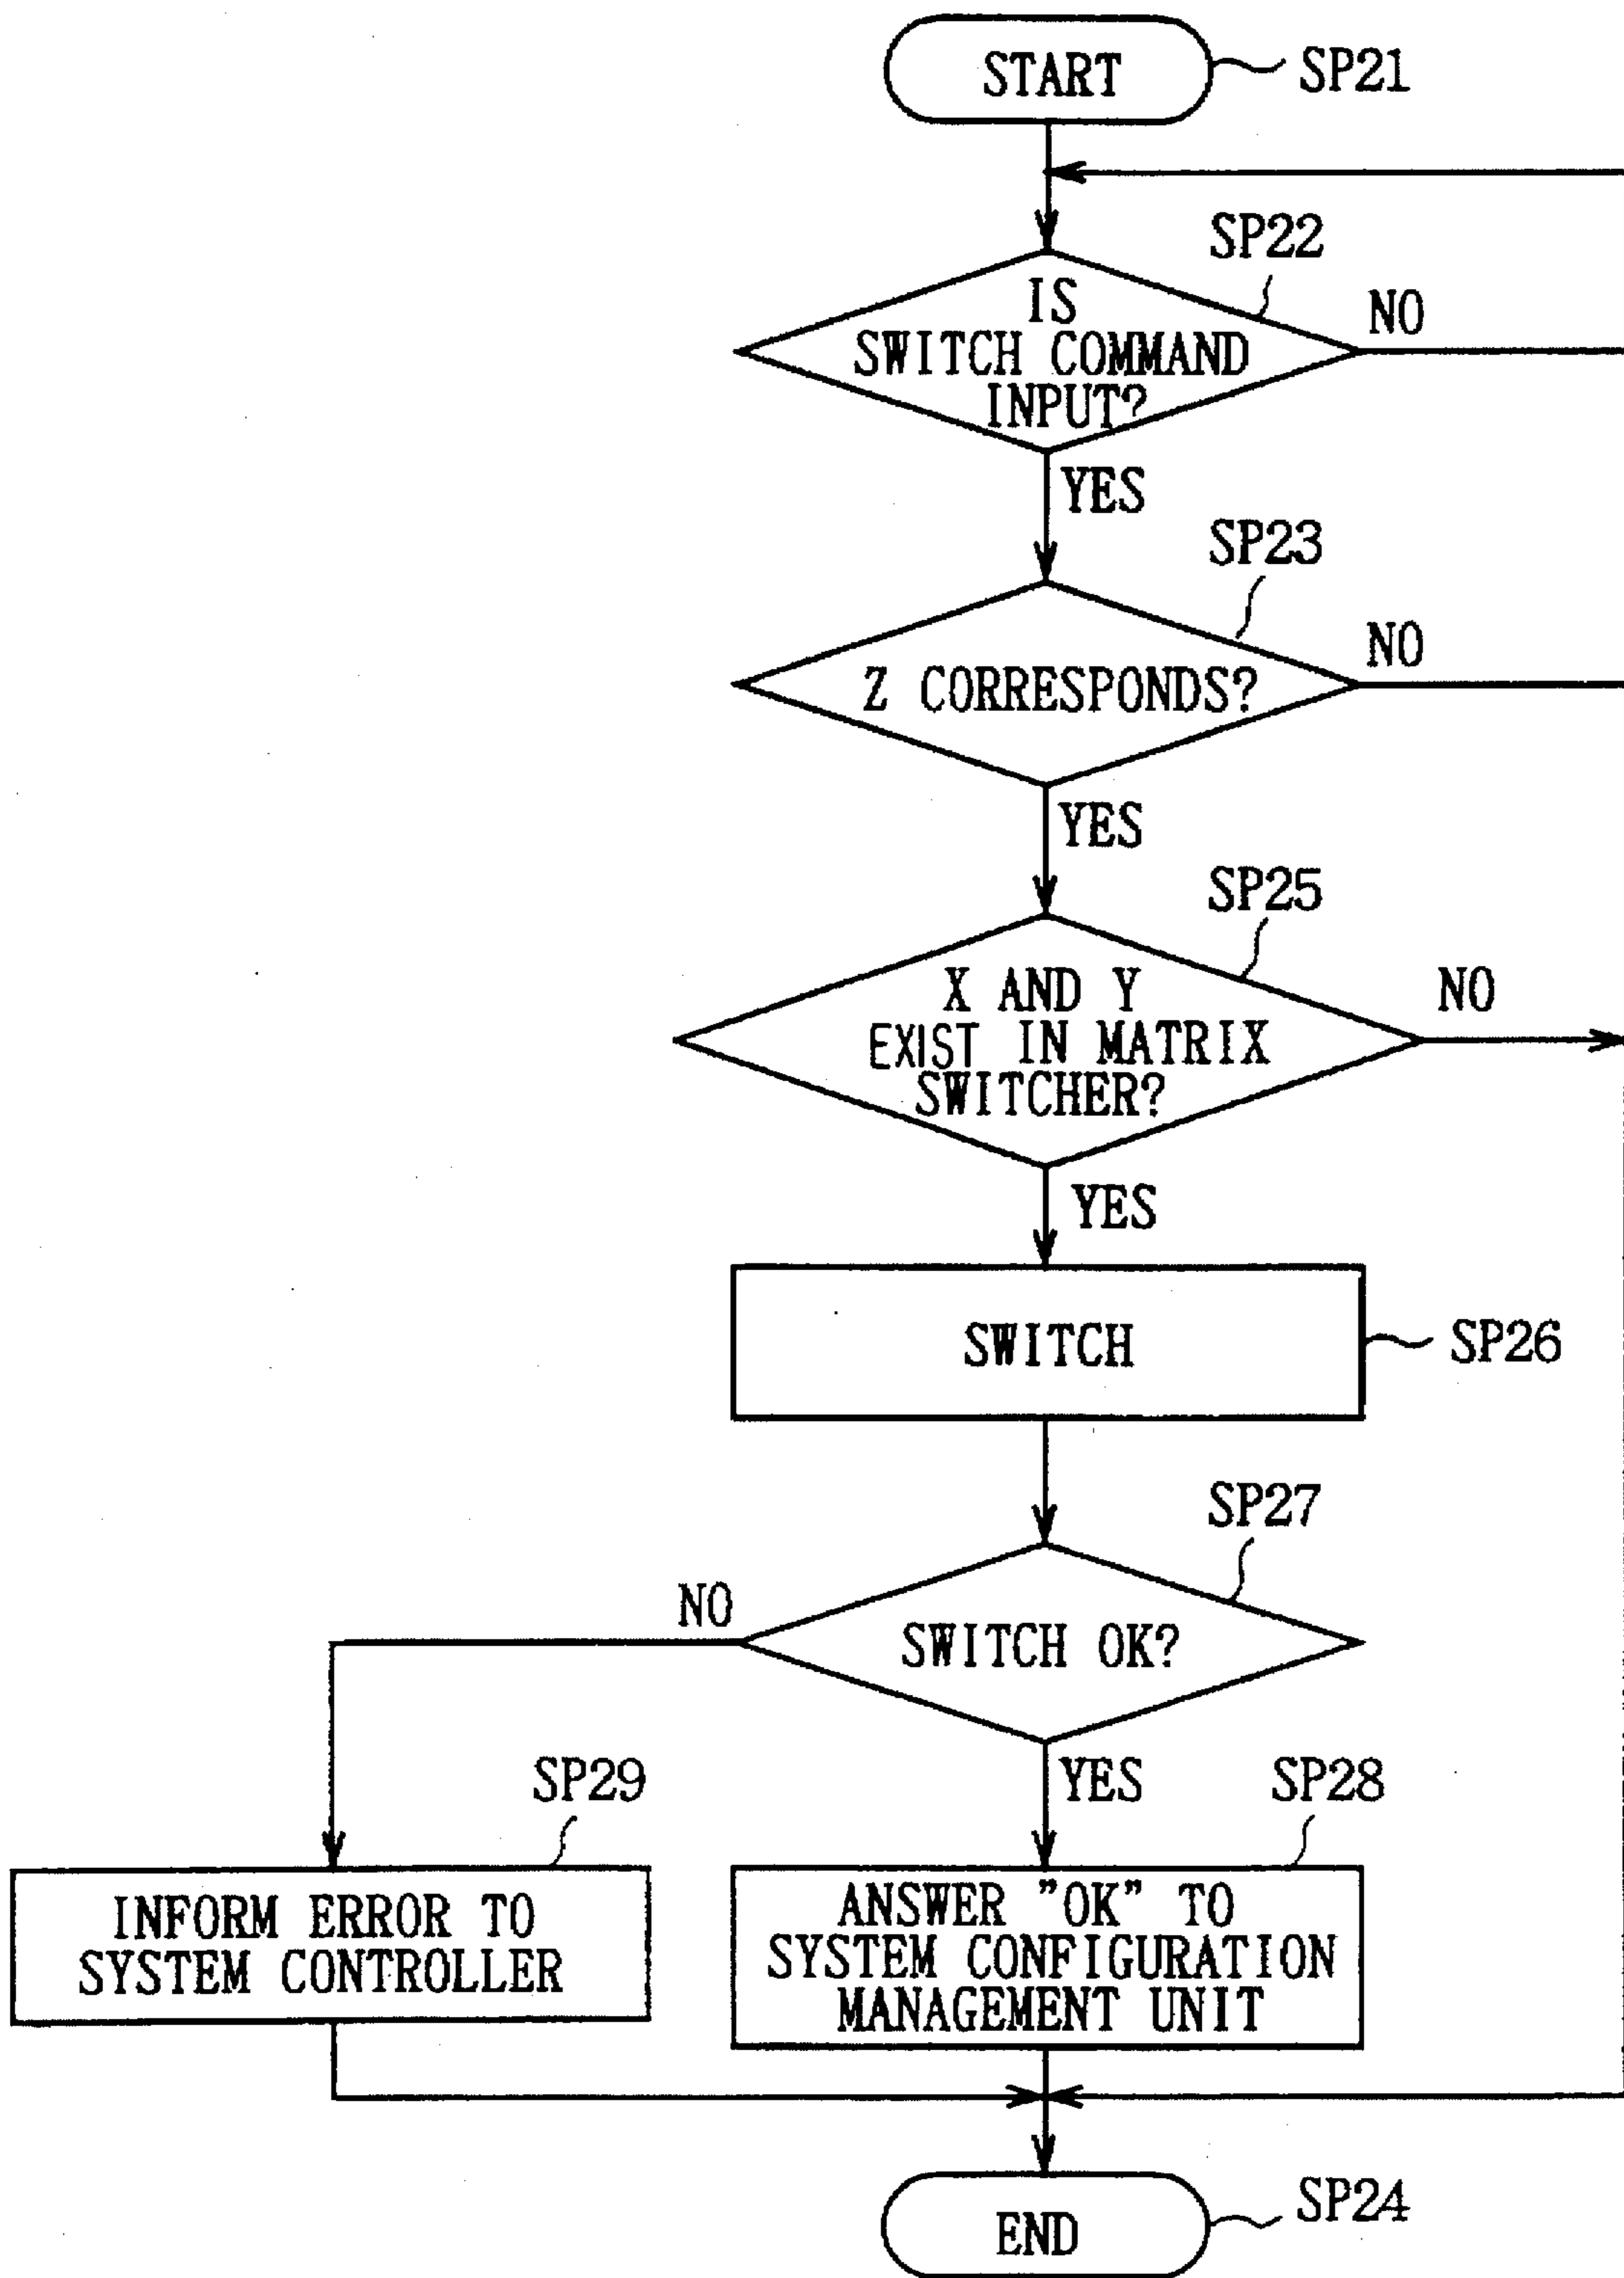 START
SP21
SP22
IS
SWITCH COMMAND
INPUT?
NO
YES
SP23
Z CORRESPONDS?
NO
YES
SP25
X AND Y
EXIST IN MATRIX
SWITCHER?
NO
YES
SWITCH
SP26
SP27
SWITCH OK?
NO
YES
SP29
INFORM ERROR TO
SYSTEM CONTROLLER
SP28
ANSWER "OK" TO
SYSTEM CONFIGURATION
MANAGEMENT UNIT
END
SP24